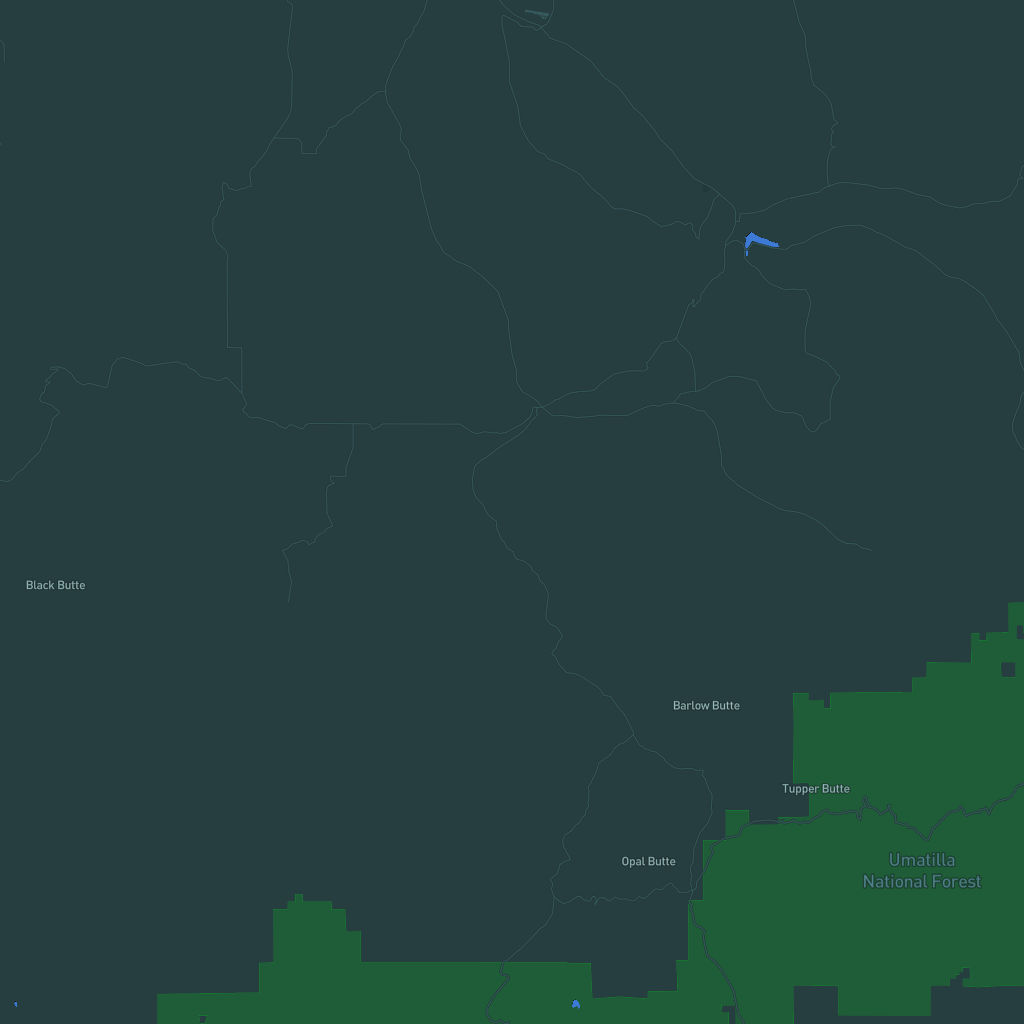 Black Butte
Barlow Butte
Tupper Butte
Opal Butte
Umatilla
National Forest